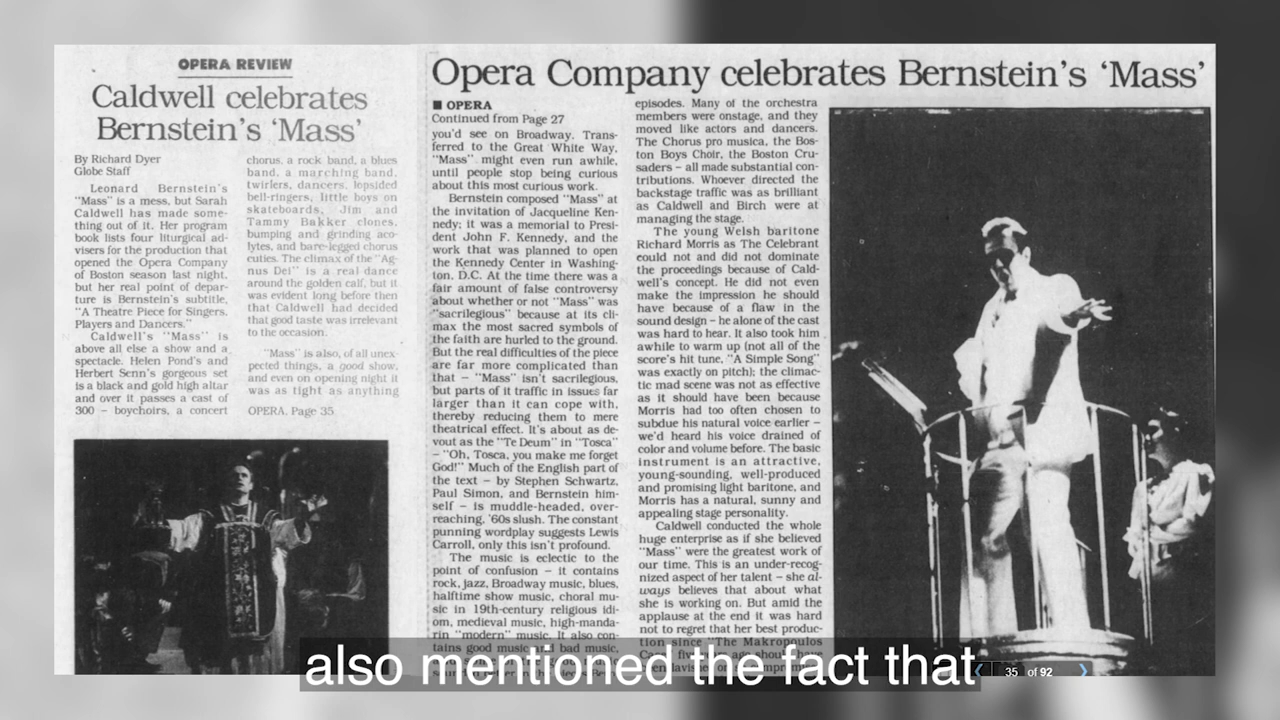 OPERA REVIEW
Caldwell celebrates
Bernstein's 'Mass'
By Richard Dyer
Globe Staff
Leonard Bernstein's
"Mass" is a mess, but Sarah
Caldwell has made some-
thing out of it. Her program
book lists four liturgical ad-
visers for the production that
opened the Opera Company
of Boston season last night,
but her real point of depar-
ture is Bernstein's subtitle,
"A Theatre Piece for Singers,
Players and Dancers."
Caldwell's "Mass" is
above all else a show and a
spectacle. Helen Pond's and
Herbert Senn's gorgeous set
is a black and gold high altar
and over it passes a cast of
300 – boychoirs, a concert
chorus, a rock band, a blues
band, a marching band,
twirlers, dancers, lopsided
bell-ringers, little boys on
skateboards, Jim and
Tammy Bakker clones,
bumping and grinding aco-
lytes, and bare-legged chorus
cuties. The climax of the "Ag-
nus Dei" is a real dance
around the golden calf, but it
was evident long before then
that Caldwell had decided
that good taste was irrelevant
to the occasion.
"Mass" is also, of all unex-
pected things, a good show,
and even on opening night it
was as tight as anything
OPERA, Page 35
Opera Company celebrates Bernstein's 'Mass'
■ OPERA
Continued from Page 27
you'd see on Broadway. Trans-
ferred to the Great White Way,
"Mass" might even run awhile,
until people stop being curious
about this most curious work.
Bernstein composed "Mass" at
the invitation of Jacqueline Ken-
nedy; it was a memorial to Presi-
dent John F. Kennedy, and the
work that was planned to open
the Kennedy Center in Washing-
ton, D.C. At the time there was a
fair amount of false controversy
about whether or not "Mass" was
"sacrilegious" because at its cli-
max the most sacred symbols of
the faith are hurled to the ground.
But the real difficulties of the piece
are far more complicated than
that – "Mass" isn't sacrilegious,
but parts of it traffic in issues far
larger than it can cope with,
thereby reducing them to mere
theatrical effect. It's about as de-
vout as the "Te Deum" in "Tosca"
– "Oh, Tosca, you make me forget
God!" Much of the English part of
the text – by Stephen Schwartz,
Paul Simon, and Bernstein him-
self – is muddle-headed, over-
reaching, '60s slush. The constant
punning wordplay suggests Lewis
Carroll, only this isn't profound.
The music is eclectic to the
point of confusion – it contains
rock, jazz, Broadway music, blues,
halftime show music, choral mu-
sic in 19th-century religious idi-
om, medieval music, high-manda-
rin "modern" music. It also con-
tains good music bad music,
episodes. Many of the orchestra
members were onstage, and they
moved like actors and dancers.
The Chorus pro musica, the Bos-
ton Boys Choir, the Boston Cru-
saders – all made substantial con-
tributions. Whoever directed the
backstage traffic was as brilliant
as Caldwell and Birch were at
managing the stage.
The young Welsh baritone
Richard Morris as The Celebrant
could not and did not dominate
the proceedings because of Cald-
well's concept. He did not even
make the impression he should
have because of a flaw in the
sound design – he alone of the cast
was hard to hear. It also took him
awhile to warm up (not all of the
score's hit tune, "A Simple Song"
was exactly on pitch); the climac-
tic mad scene was not as effective
as it should have been because
Morris had too often chosen to
subdue his natural voice earlier –
we'd heard his voice drained of
color and volume before. The basic
instrument is an attractive,
young-sounding, well-produced
and promising light baritone, and
Morris has a natural, sunny and
appealing stage personality.
Caldwell conducted the whole
huge enterprise as if she believed
"Mass" were the greatest work of
our time. This is an under-recog-
nized aspect of her talent – she al-
ways believes that about what
she is working on. But amid the
applause at the end it was hard
not to regret that her best produc-
tion since "The Makropoulos
35 of 92
also mentioned the fact that